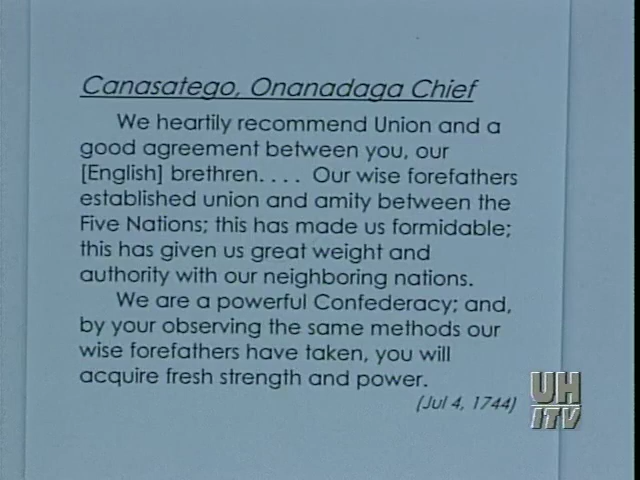 Canasatego, Onanadaga Chief
We heartily recommend Union and a
good agreement between you, our
[English] brethren. . . . Our wise forefathers
established union and amity between the
Five Nations; this has made us formidable;
this has given us great weight and
authority with our neighboring nations.
We are a powerful Confederacy; and,
by your observing the same methods our
wise forefathers have taken, you will
acquire fresh strength and power.
(Jul 4, 1744)
UH
ITV